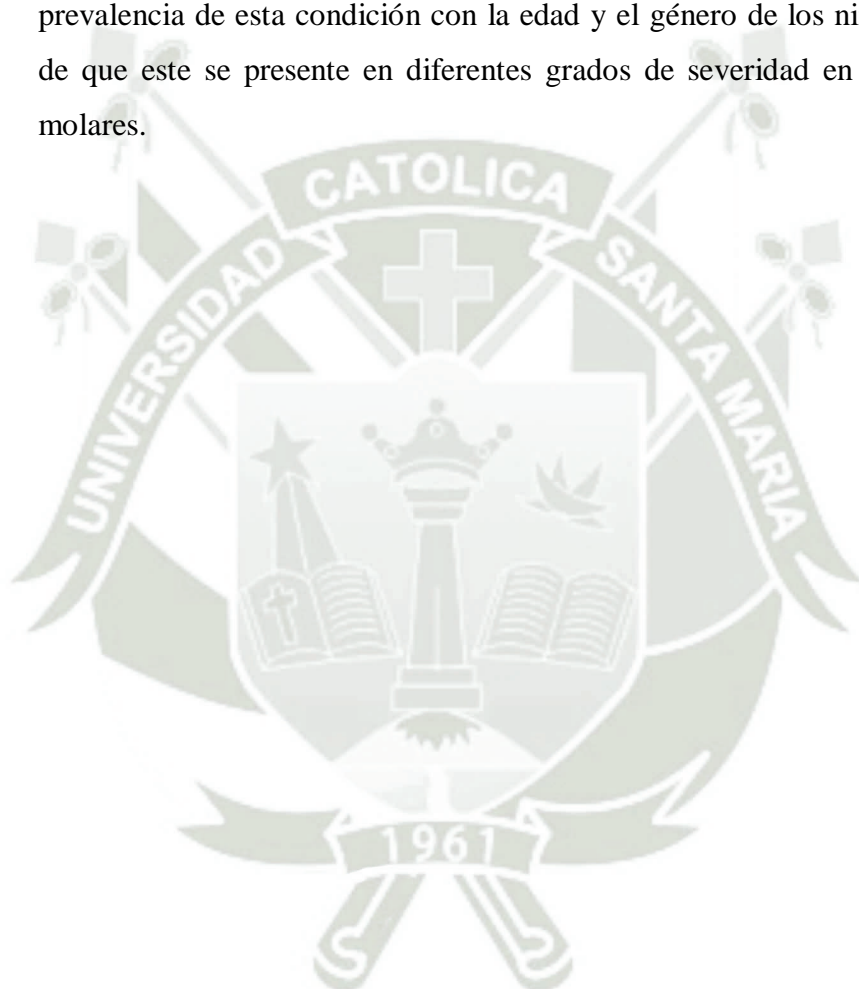 prevalencia de esta condición con la edad y el género de los ni
de que este se presente en diferentes grados de severidad en
molares.
UNIVERSIDAD CATOLICA SANTA MARIA
1961